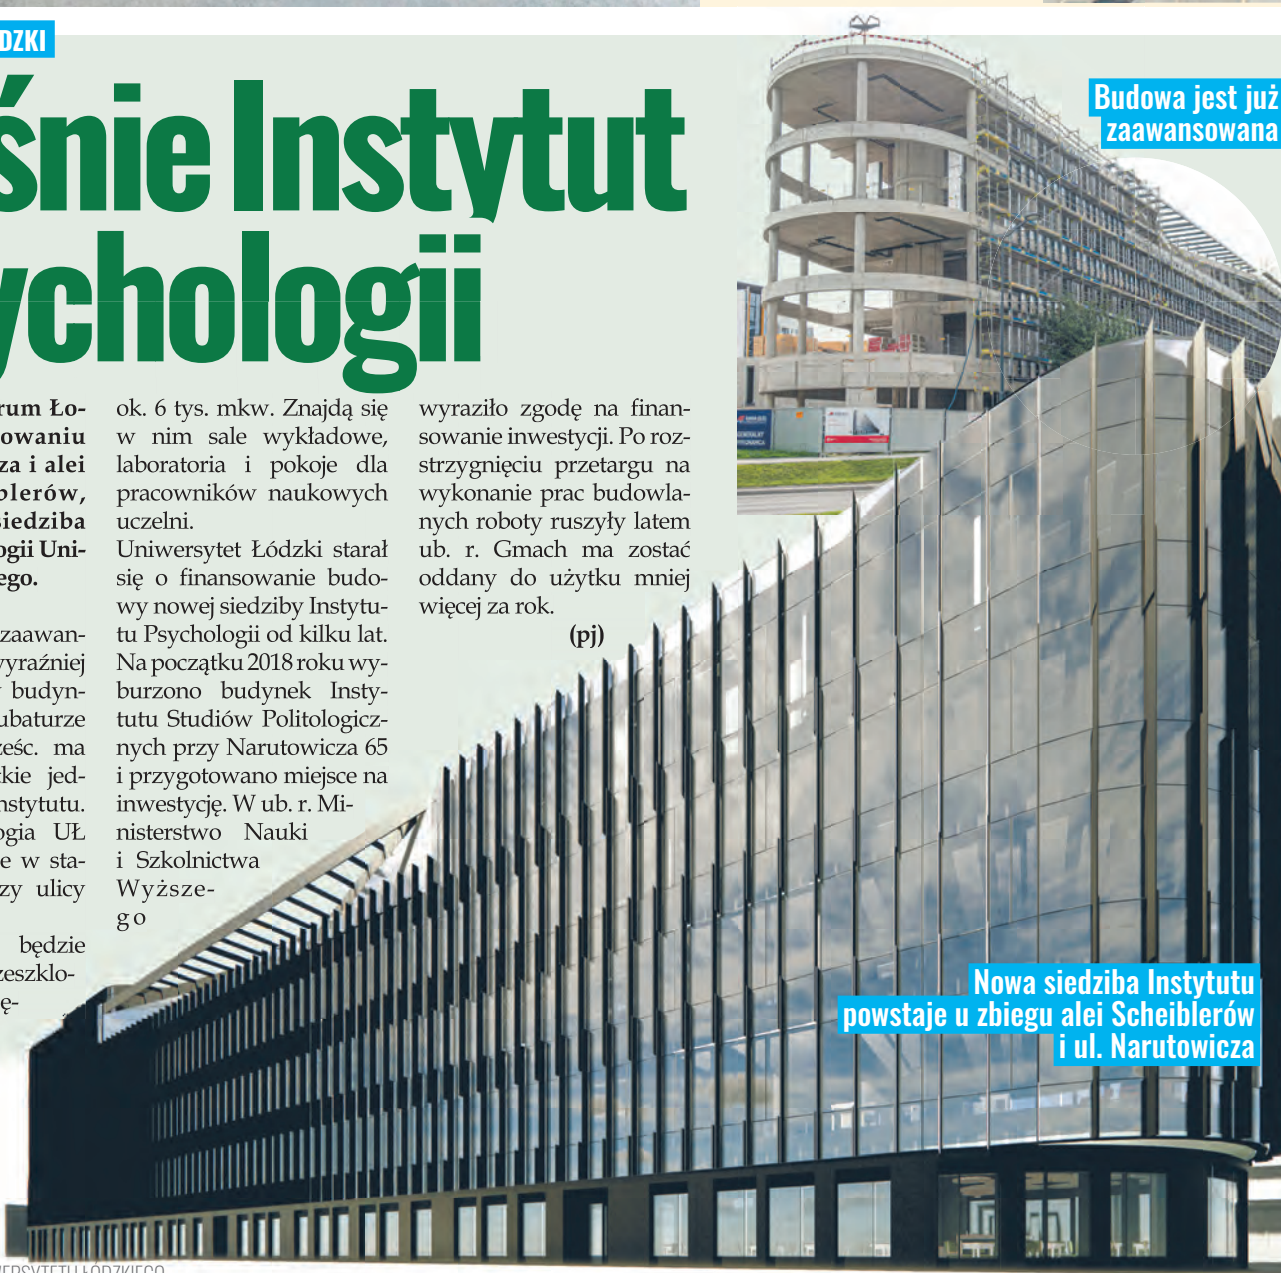 DZKI
śnie Instytut
ychologii
Budowa jest już
zaawansowana
rum Ło-
owaniu
za i alei
blerów,
siedziba
ogii Uni-
ego.
zaawan-
wyraźniej
budyn-
ubaturze
ześc. ma
kie jed-
nstytutu.
ogia UŁ
e w sta-
zy ulicy
będzie
zeszklo-
ę-
ok. 6 tys. mkw. Znajdą się
w nim sale wykładowe,
laboratoria i pokoje dla
pracowników naukowych
uczelni.
Uniwersytet Łódzki starał
się o finansowanie budo-
wy nowej siedziby Instytu-
tu Psychologii od kilku lat.
Na początku 2018 roku wy-
burzono budynek Insty-
tutu Studiów Politologicz-
nych przy Narutowicza 65
i przygotowano miejsce na
inwestycję. W ub. r. Mi-
nisterstwo Nauki
i Szkolnictwa
Wyższe-
go
wyraziło zgodę na finan-
sowanie inwestycji. Po roz-
strzygnięciu przetargu na
wykonanie prac budowla-
nych roboty ruszyły latem
ub. r. Gmach ma zostać
oddany do użytku mniej
więcej za rok.
(pj)
Nowa siedziba Instytutu
powstaje u zbiegu alei Scheiblerów
i ul. Narutowicza